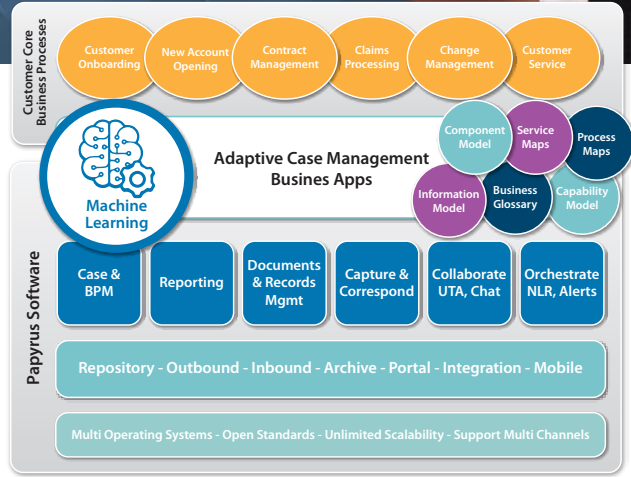 Customer Core
Business Processes
Customer
Onboarding
New Account
Opening
Contract
Management
Claims
Processing
Change
Management
Customer
Service
Machine
Learning
Adaptive Case Management
Busines Apps
Component
Model
Service
Maps
Process
Maps
Information
Model
Business
Glossary
Capability
Model
Papyrus Software
Case &
BPM
Reporting
Documents
& Records
Mgmt
Capture &
Correspond
Collaborate
UTA, Chat
Orchestrate
NLR, Alerts
Repository - Outbound - Inbound - Archive - Portal - Integration - Mobile
Multi Operating Systems - Open Standards - Unlimited Scalability - Support Multi Channels